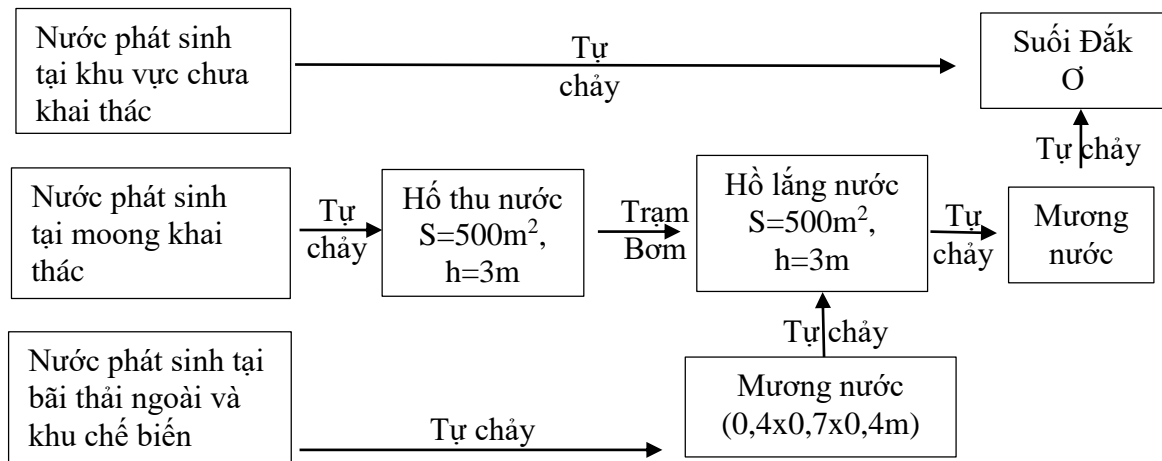 Nước phát sinh
tại khu vực chưa
khai thác
Tự
chảy
Suối Đắk
Ơ
Tự chảy
Nước phát sinh
tại moong khai
thác
Tự
chảy
Hố thu nước
S=500m²,
h=3m
Trạm
Bơm
Hồ lắng nước
S=500m²,
h=3m
Tự
chảy
Mương
nước
Tự chảy
Nước phát sinh tại
bãi thải ngoài và
khu chế biến
Tự chảy
Mương nước
(0,4x0,7x0,4m)